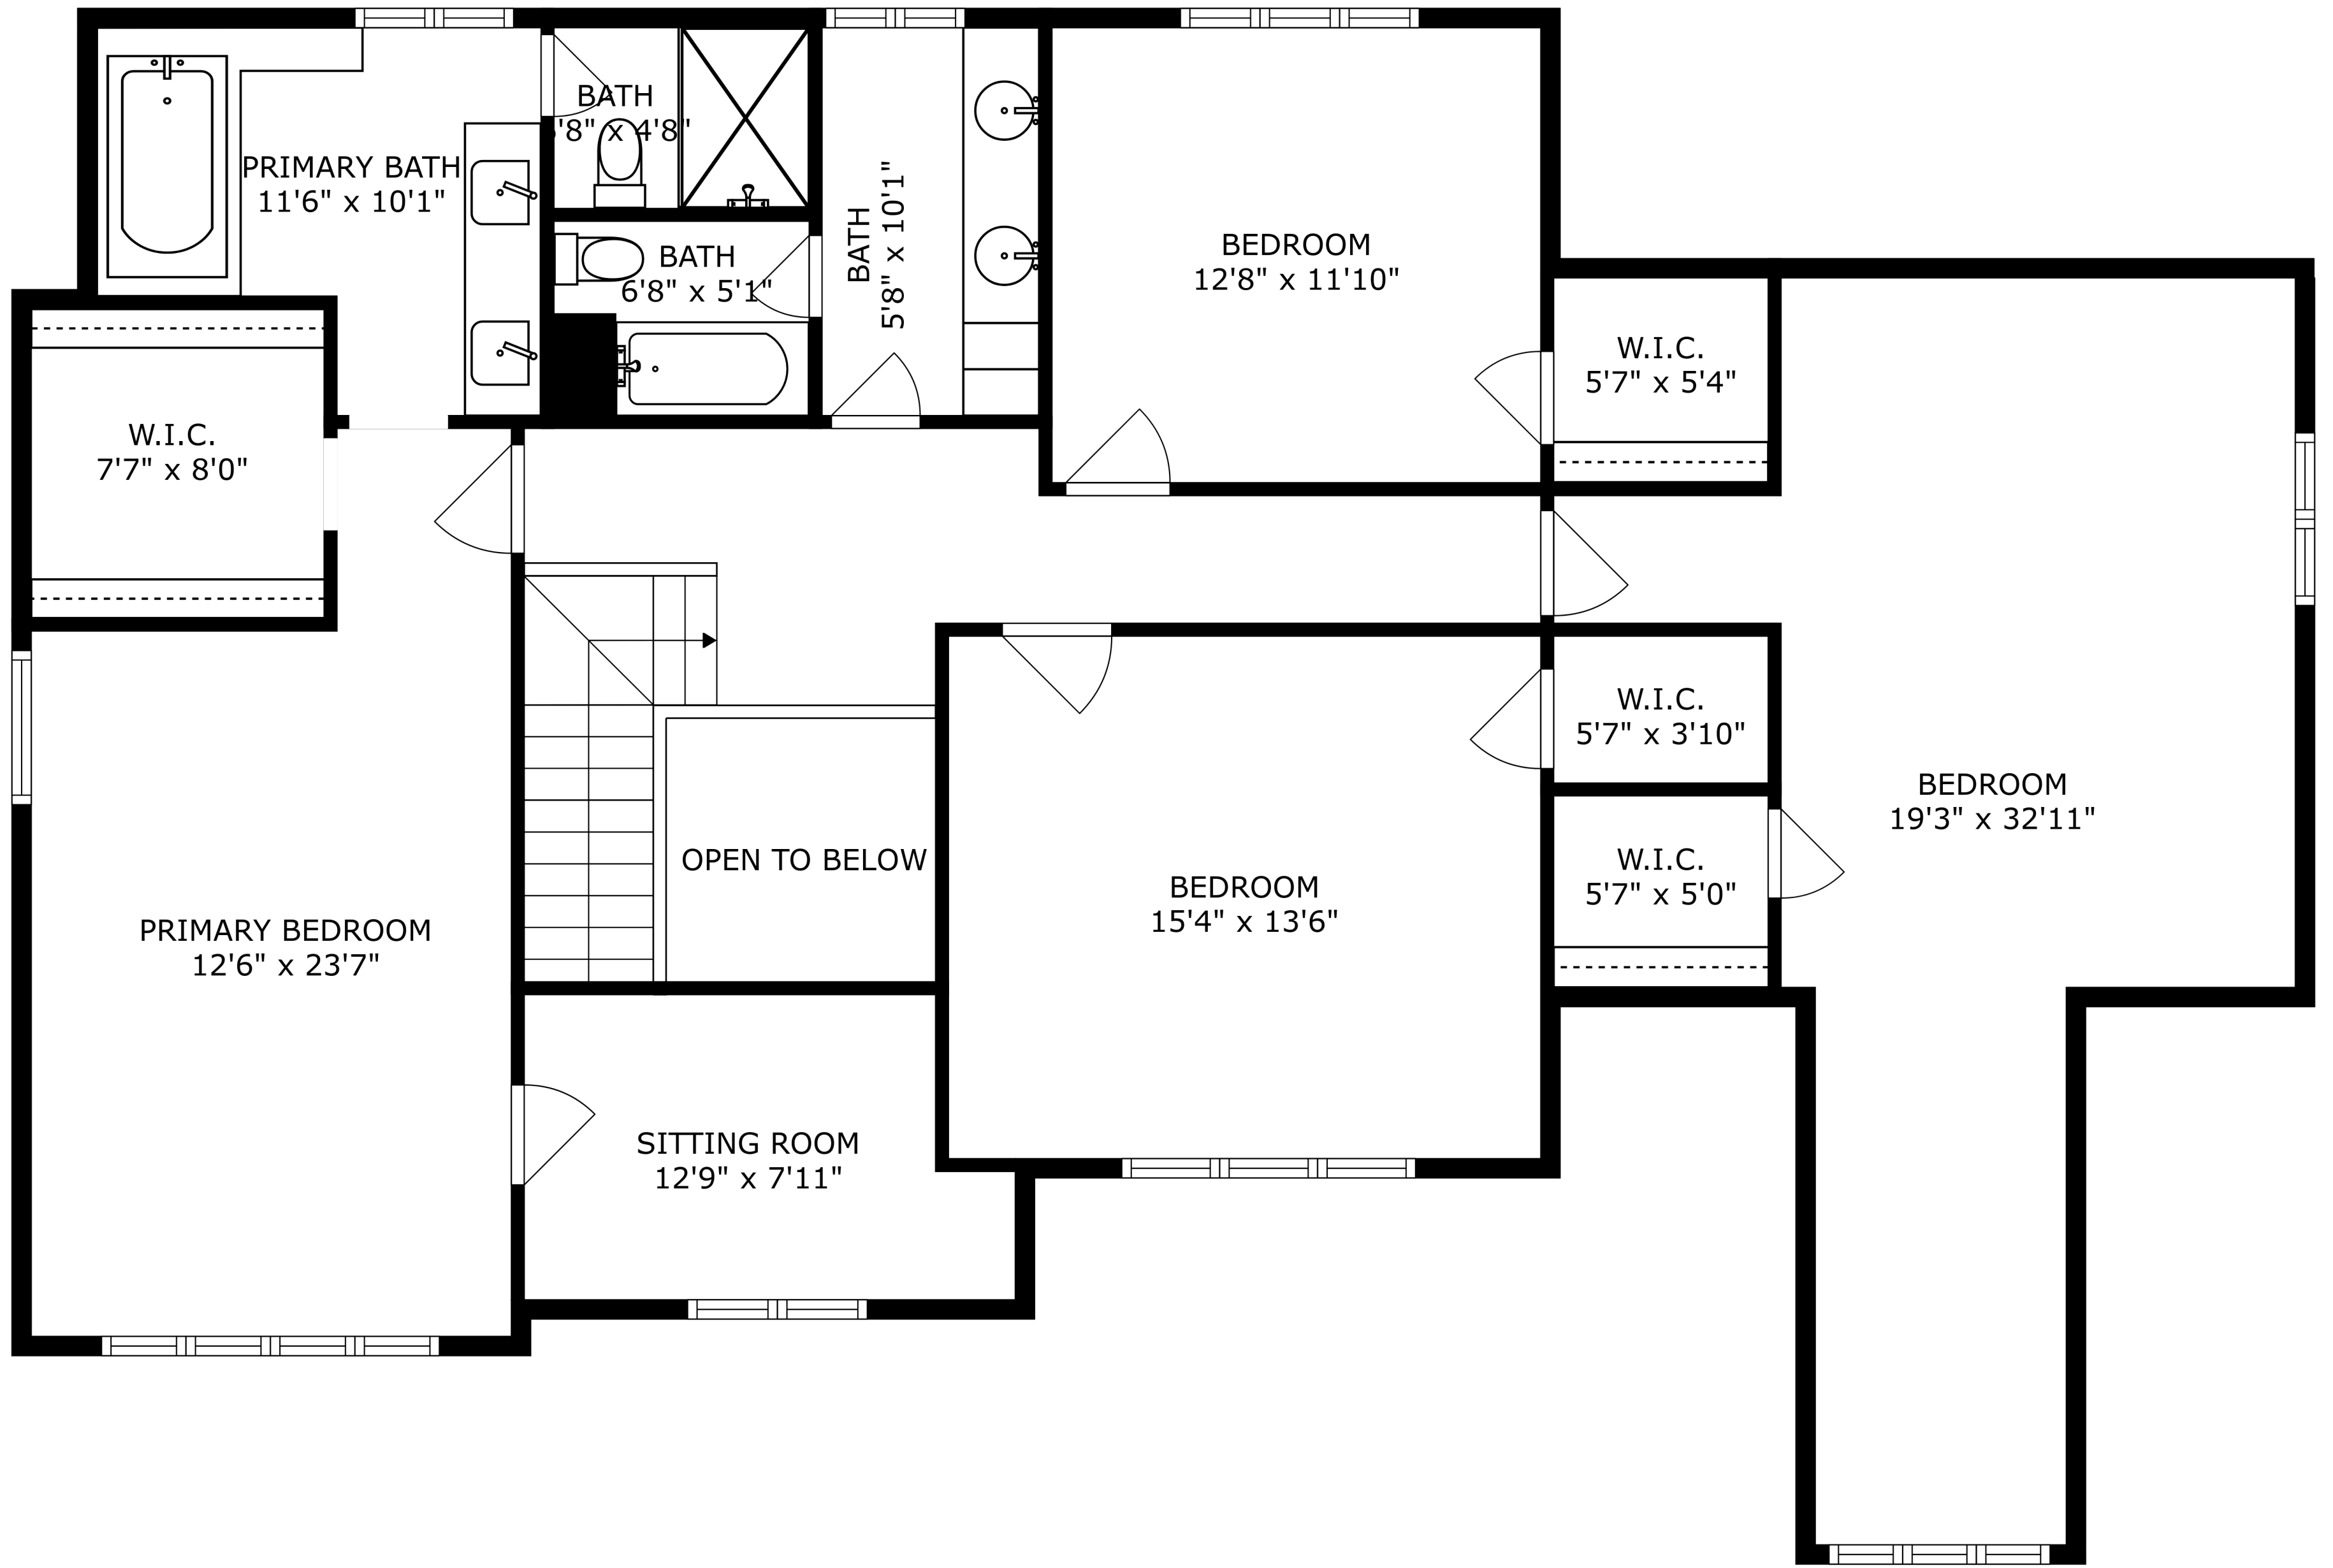 BATH
'8" x 4'8"
PRIMARY BATH
11'6" x 10'1"
BATH
6'8" x 5'1"
BATH
5'8" x 10'1"
BEDROOM
12'8" x 11'10"
W.I.C.
5'7" x 5'4"
W.I.C.
7'7" x 8'0"
W.I.C.
5'7" x 3'10"
BEDROOM
19'3" x 32'11"
OPEN TO BELOW
W.I.C.
5'7" x 5'0"
BEDROOM
15'4" x 13'6"
PRIMARY BEDROOM
12'6" x 23'7"
SITTING ROOM
12'9" x 7'11"